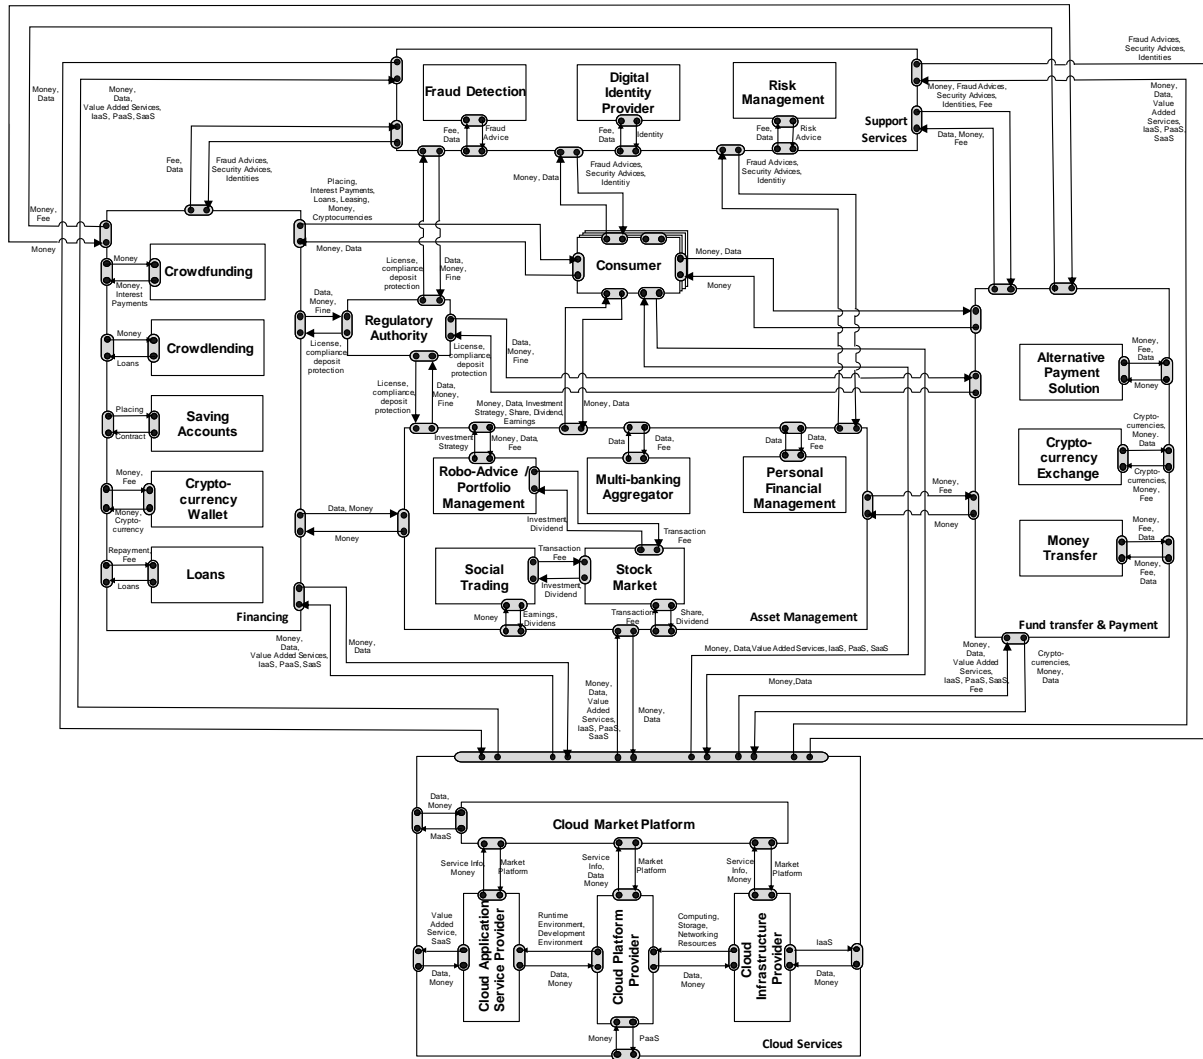 Fraud Advices,
Security Advices,
Identities
Money,
Data
Money,
Data,
Value Added Services,
IaaS, PaaS, SaaS
Fraud Detection
Digital
Identity
Provider
Risk
Management
Support
Services
Fee,
Data
Fraud
Advice
Fee,
Data
Identity
Fee,
Data
Risk
Advice
Money, Fraud Advices,
Security Advices,
Identities, Fee
Data, Money,
Fee
Money,
Data,
Value
Added
Services,
IaaS, PaaS,
SaaS
Fee,
Data
Fraud Advices,
Security Advices,
Identities
Placing,
Interest Payments,
Loans, Leasing,
Money,
Cryptocurrencies
Money, Data
Fraud Advices,
Security Advices,
Identitiy
Fraud Advices,
Security Advices,
Identitiy
Money,
Fee
Money
Money, Data
Consumer
Money, Data
Money
License,
compliance,
deposit
protection
Data,
Money,
Fine
Crowdfunding
Money
Money,
Interest
Payments
Data,
Money,
Fine
License,
compliance,
deposit
protection
Regulatory
Authority
License,
compliance,
deposit
protection
Data,
Money,
Fine
Crowdlending
Money
Loans
License,
compliance,
deposit
protection
Data,
Money,
Fine
Alternative
Payment
Solution
Money,
Fee,
Data
Money
Saving
Accounts
Placing
Contract
Money, Data, Investment
Strategy, Share, Dividend,
Earnings
Money, Data
Investment
Strategy
Money, Data,
Fee
Data
Data,
Fee
Data
Data,
Fee
Crypto-
currency
Exchange
Crypto-
currencies,
Money,
Data
Crypto-
currencies,
Money,
Fee
Crypto-
currency
Wallet
Money,
Fee
Money,
Crypto-
currency
Robo-Advice /
Portfolio
Management
Multi-banking
Aggregator
Personal
Financial
Management
Money,
Fee
Money
Data, Money
Money
Investment,
Dividend
Transaction
Fee
Money
Transfer
Money,
Fee,
Data
Money,
Fee,
Data
Loans
Repayment,
Fee
Loans
Social
Trading
Transaction
Fee
Investment,
Dividend
Stock
Market
Money
Earnings,
Dividens
Transaction
Fee
Share,
Dividend
Financing
Asset Management
Fund transfer & Payment
Money,
Data,
Value Added Services,
IaaS, PaaS, SaaS
Money,
Data
Money, Data,Value Added Services, IaaS, PaaS, SaaS
Money,
Data,
Value Added
Services,
IaaS, PaaS, SaaS,
Fee
Crypto-
currencies,
Money,
Data
Money,Data
Money,
Data,
Value
Added
Services,
IaaS, PaaS,
SaaS
Money,
Data
Data,
Money
MaaS
Cloud Market Platform
Service Info,
Money
Market
Platform
Service
Info,
Data
Money
Market
Platform
Service
Info,
Money
Market
Platform
Value
Added
Service,
SaaS
Data,
Money
Cloud Application
Service Provider
Runtime
Environment,
Development
Environment
Data,
Money
Cloud Platform
Provider
Computing,
Storage,
Networking
Resources
Data,
Money
Cloud
Infrastructure
Provider
IaaS
Data,
Money
Money
PaaS
Cloud Services